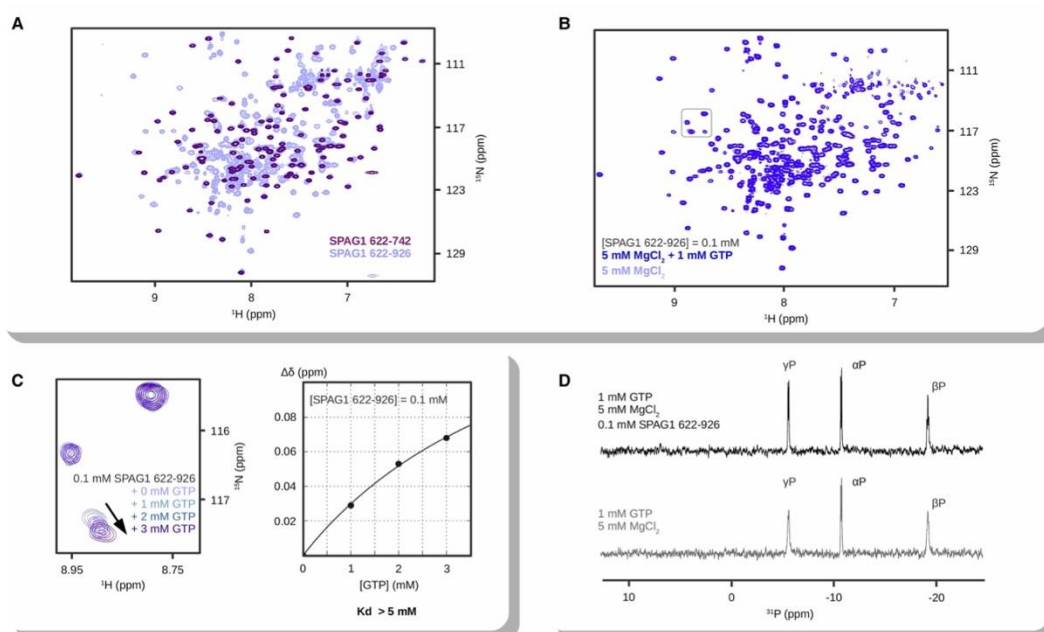 A
111
117
123
129
¹⁵N (ppm)
SPAG1 622-742
SPAG1 622-926
9
8
7
¹H (ppm)
B
111
117
123
129
¹⁵N (ppm)
[SPAG1 622-926] = 0.1 mM
5 mM MgCl₂ + 1 mM GTP
5 mM MgCl₂
9
8
7
¹H (ppm)
C
116
117
¹⁵N (ppm)
0.1 mM SPAG1 622-926
+ 0 mM GTP
+ 1 mM GTP
+ 2 mM GTP
+ 3 mM GTP
8.95
8.75
¹H (ppm)
Δδ (ppm)
[SPAG1 622-926] = 0.1 mM
0.08
0.06
0.04
0.02
0
1
2
3
[GTP] (mM)
Kd > 5 mM
D
γP
αP
βP
1 mM GTP
5 mM MgCl₂
0.1 mM SPAG1 622-926
γP
αP
βP
1 mM GTP
5 mM MgCl₂
10
0
-10
-20
³¹P (ppm)